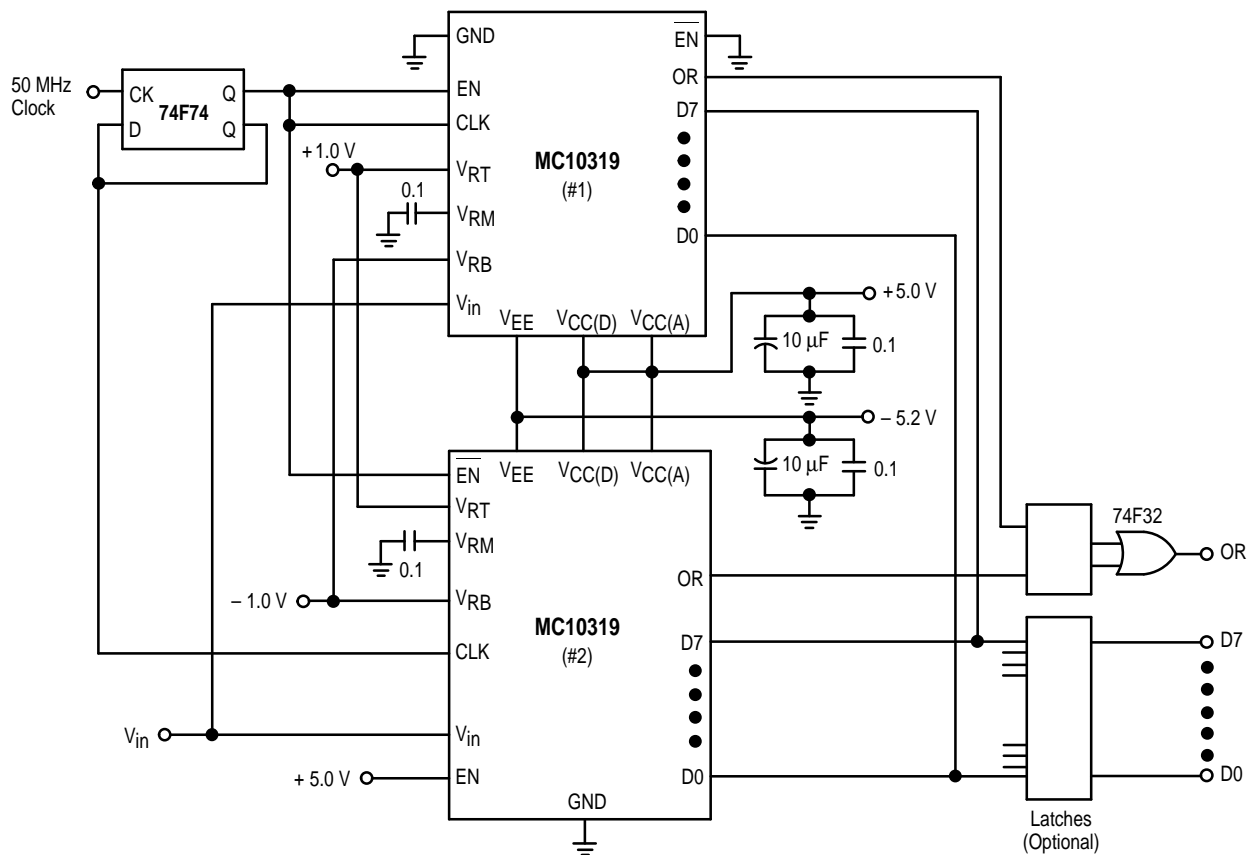 50 MHz
Clock
CK
Q
74F74
D
Q
GND
EN
CLK
+1.0 V
VRT
0.1
VRM
VRB
Vin
MC10319
(#1)
EN
OR
D7
D0
VEE
VCC(D)
VCC(A)
+5.0 V
10 μF
0.1
– 5.2 V
10 μF
0.1
EN
VEE
VCC(D)
VCC(A)
VRT
VRM
0.1
– 1.0 V
VRB
CLK
MC10319
(#2)
OR
D7
D0
Vin
Vin
+ 5.0 V
EN
GND
74F32
OR
D7
D0
Latches
(Optional)